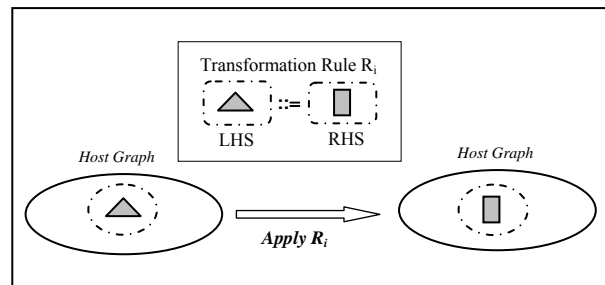 Transformation Rule Ri
::=
LHS RHS
Host Graph Host Graph
Apply Ri